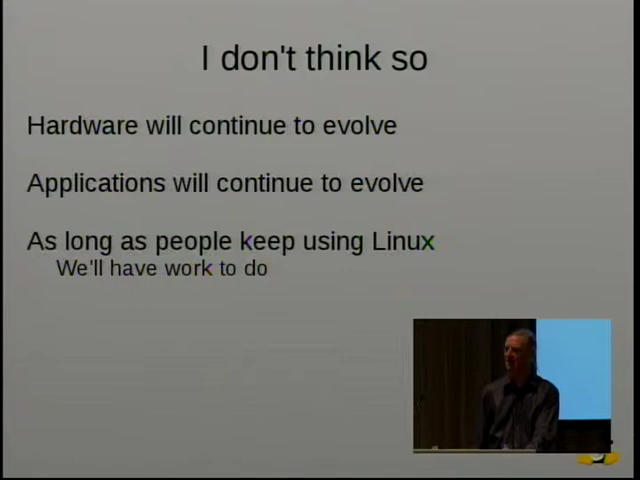 I don't think so
Hardware will continue to evolve
Applications will continue to evolve
As long as people keep using Linux
We'll have work to do